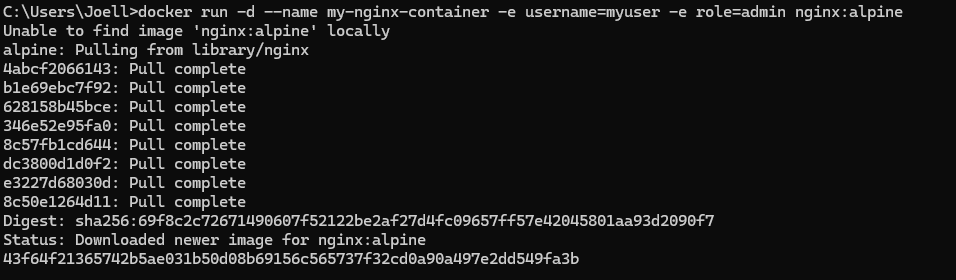 C:\Users\Joell>docker run -d --name my-nginx-container -e username=myuser -e role=admin nginx:alpine
Unable to find image 'nginx:alpine' locally
alpine: Pulling from library/nginx
4abcf2066143: Pull complete
b1e69ebc7f92: Pull complete
628158b45bce: Pull complete
346e52e95fa0: Pull complete
8c57fb1cd644: Pull complete
dc3800d1d0f2: Pull complete
e3227d68030d: Pull complete
8c50e1264d11: Pull complete
Digest: sha256:69f8c2c72671490607f52122be2af27d4fc09657ff57e42045801aa93d2090f7
Status: Downloaded newer image for nginx:alpine
43f64f21365742b5ae031b50d08b69156c565737f32cd0a90a497e2dd549fa3b